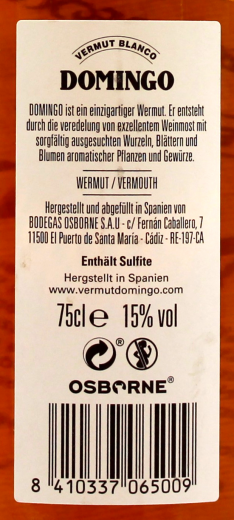 VERMUT BLANCO
DOMINGO
DOMINGO ist ein einzigartiger Wermut. Er entsteht
durch die veredelung von exzellentem Weinmost mit
sorgfältig ausgesuchten Wurzeln, Blättern und
Blumen aromatischer Pflanzen und Gewürze.
WERMUT / VERMOUTH
Hergestellt und abgefüllt in Spanien von
BODEGAS OSBORNE S.A.U - c/ Fernán Caballero, 7
11500 El Puerto de Santa María - Cádiz - RE-197-CA
Enthält Sulfite
Hergstellt in Spanien
www.vermutdomingo.com
75cl e 15% vol
OSBORNE®
8 410337 065009